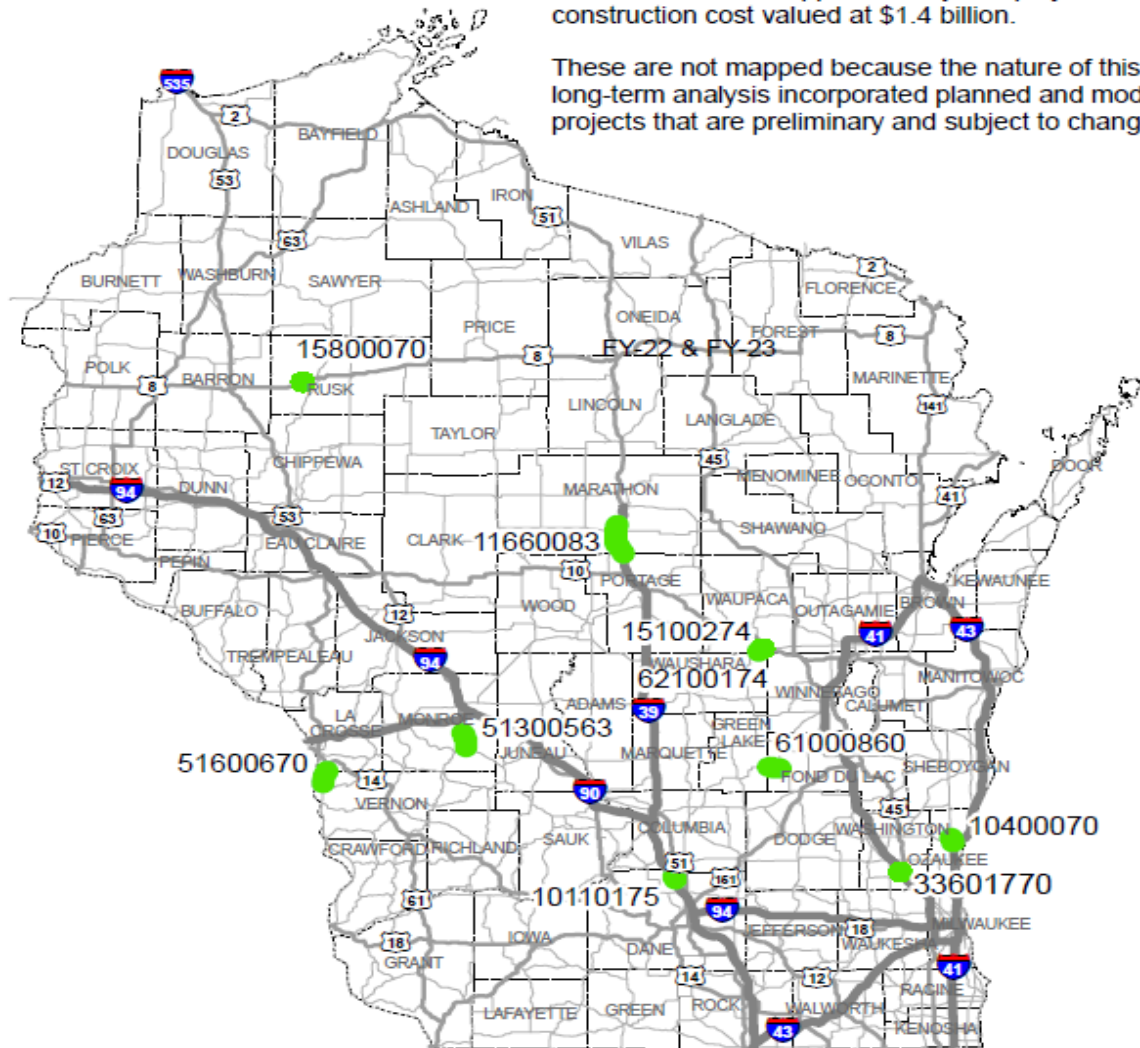 construction cost valued at $1.4 billion.
These are not mapped because the nature of this
long-term analysis incorporated planned and mod
projects that are preliminary and subject to chang
535
2
BAYFIELD
DOUGLAS
53
IRON
ASHLAND
51
63
VILAS
BURNETT
WASHBURN
SAWYER
2
FLORENCE
ONEIDA
PRICE
FOREST
8
15800070
8
FY-22 & FY-23
POLK
8
BARRON
RUSK
MARINETTE
LINCOLN
141
LANGLADE
TAYLOR
45
ST CROIX
CHIPPEWA
MENOMINEE
OCONTO
DOOR
12
94
DUNN
MARATHON
41
63
53
SHAWANO
10
PIERCE
EAU CLAIRE
CLARK
11660083
PEPIN
10
PORTAGE
KEWAUNEE
WAUPACA
BUFFALO
WOOD
OUTAGAMIE
BROWN
12
JACKSON
15100274
41
43
TREMPEALEAU
94
WAUSHARA
62100174
WINNEBAGO
MANITOWOC
ADAMS
CALUMET
LA
CROSSE
MONROE
39
GREEN
LAKE
51300563
JUNEAU
MARQUETTE
61000860
51600670
14
FOND DU LAC
SHEBOYGAN
90
VERNON
45
COLUMBIA
DODGE
WASHINGTON
10400070
SAUK
CRAWFORD
RICHLAND
51
OZAUKEE
151
33601770
61
10110175
94
MILWAUKEE
18
JEFFERSON
18
WAUKESHA
IOWA
DANE
GRANT
41
14
12
RACINE
ROCK
WALWORTH
LAFAYETTE
GREEN
43
KENOSHA